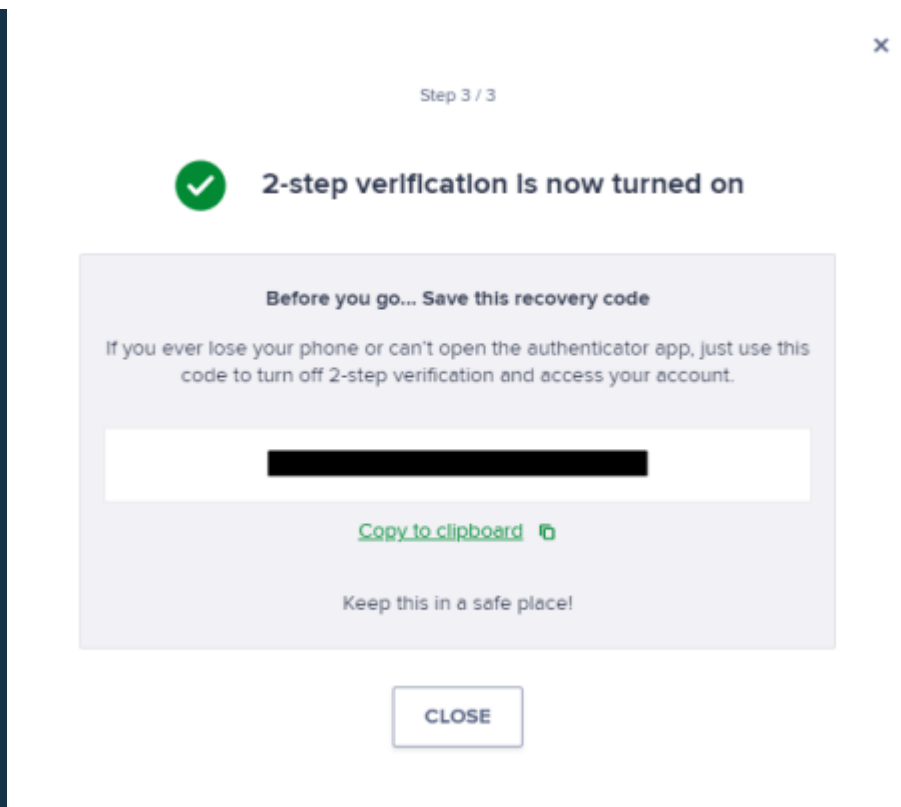 Step 3 / 3
2-step verification is now turned on
Before you go... Save this recovery code
If you ever lose your phone or can't open the authenticator app, just use this
code to turn off 2-step verification and access your account.
Copy to clipboard
Keep this in a safe place!
CLOSE